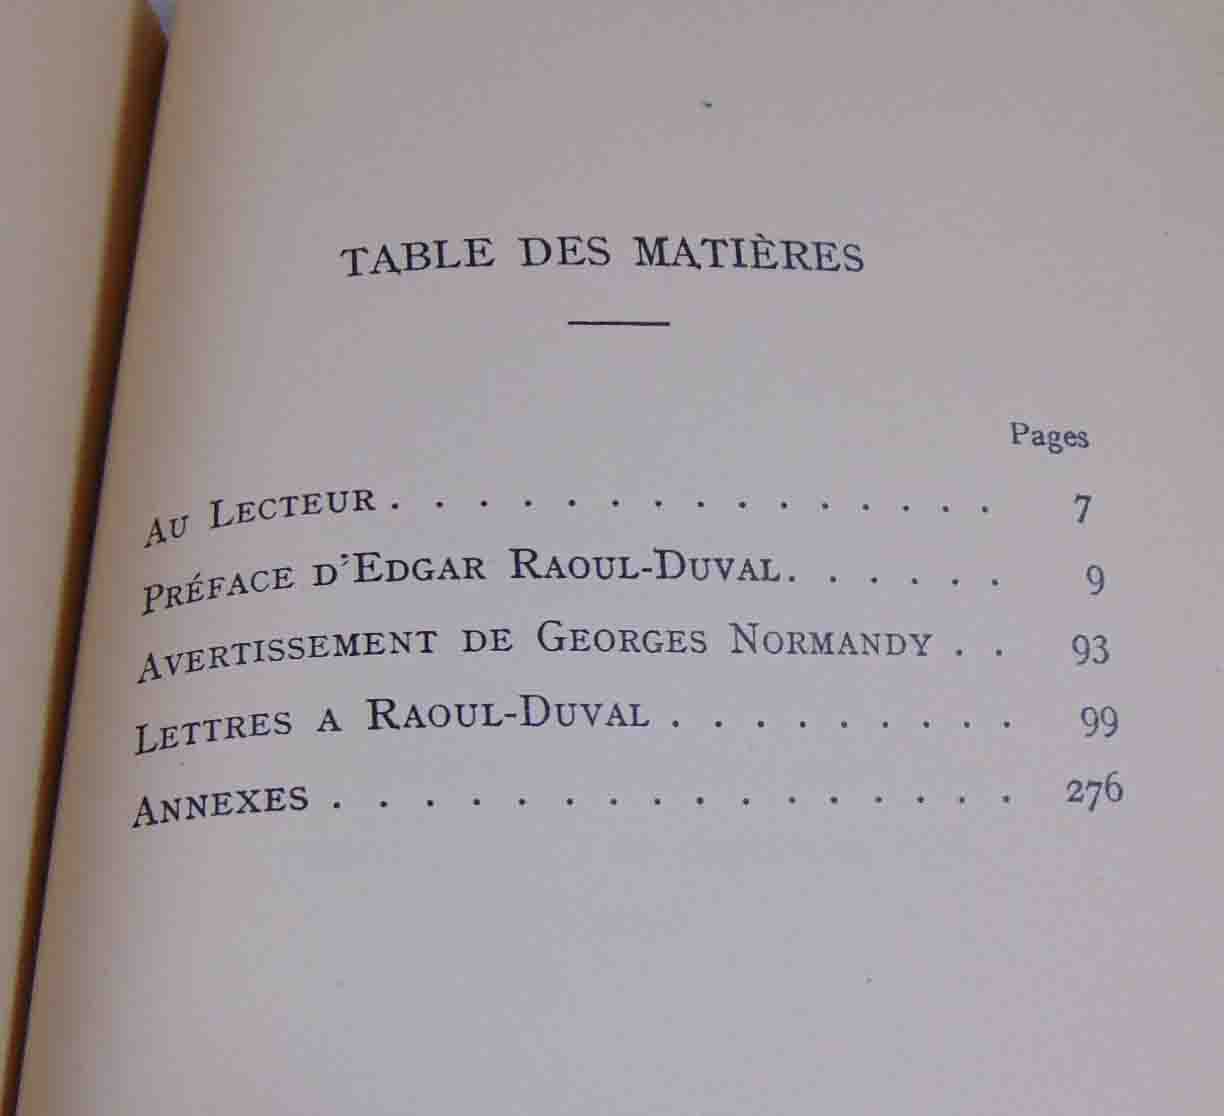 TABLE DES MATIÈRES
Pages
AU LECTEUR . . . . . . . . . . . . . . 7
PRÉFACE D'EDGAR RAOUL-DUVAL. . . . . . 9
AVERTISSEMENT DE GEORGES NORMANDY . . 93
LETTRES A RAOUL-DUVAL . . . . . . . . . 99
ANNEXES . . . . . . . . . . . . . . . 276